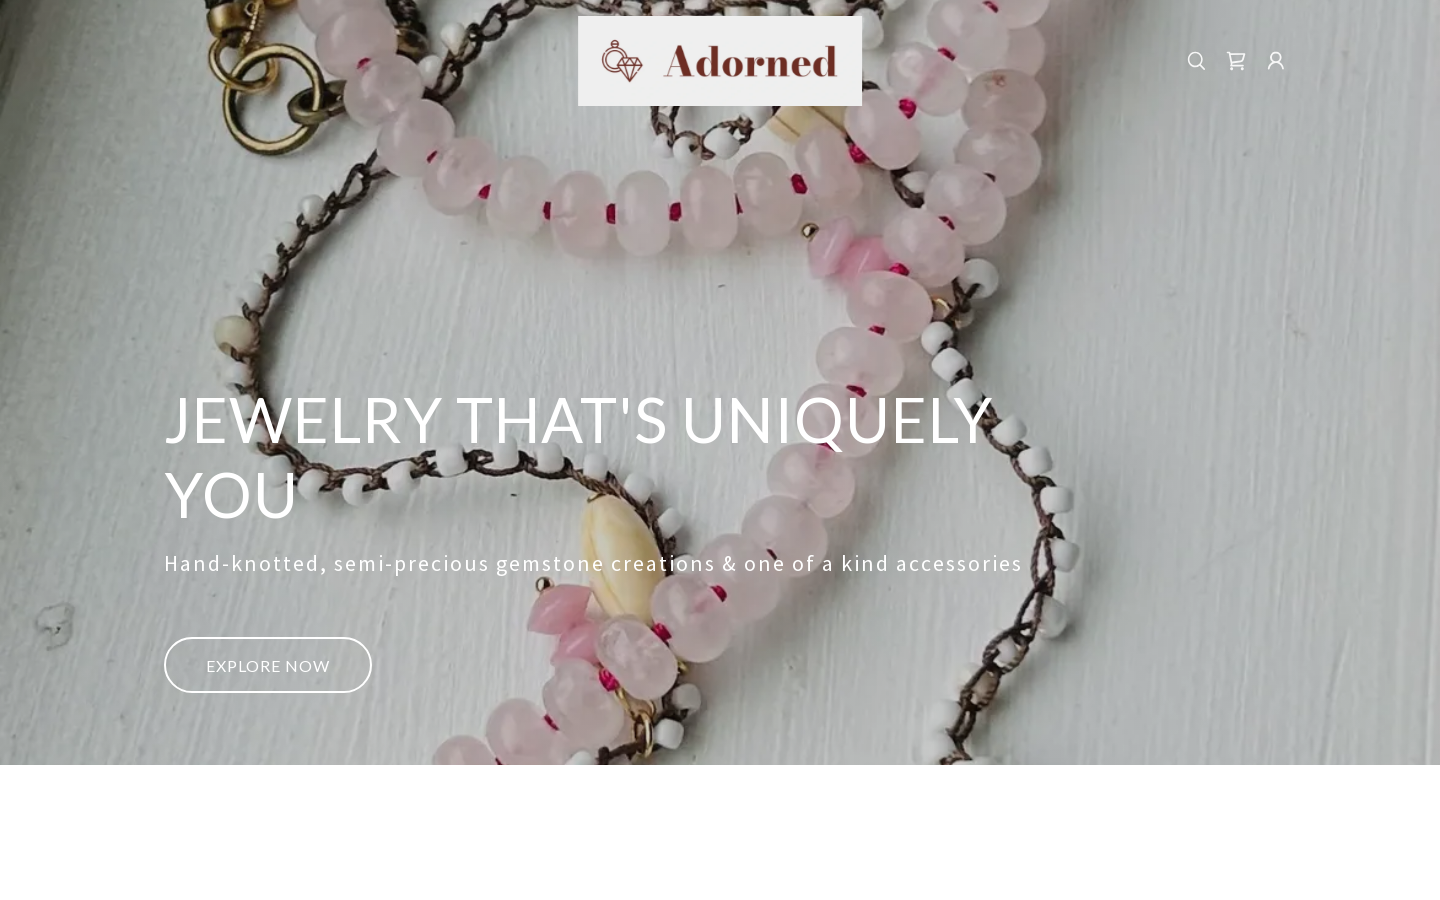 Adorned
JEWELRY THAT'S UNIQUELY
YOU
Hand-knotted, semi-precious gemstone creations & one of a kind accessories
EXPLORE NOW